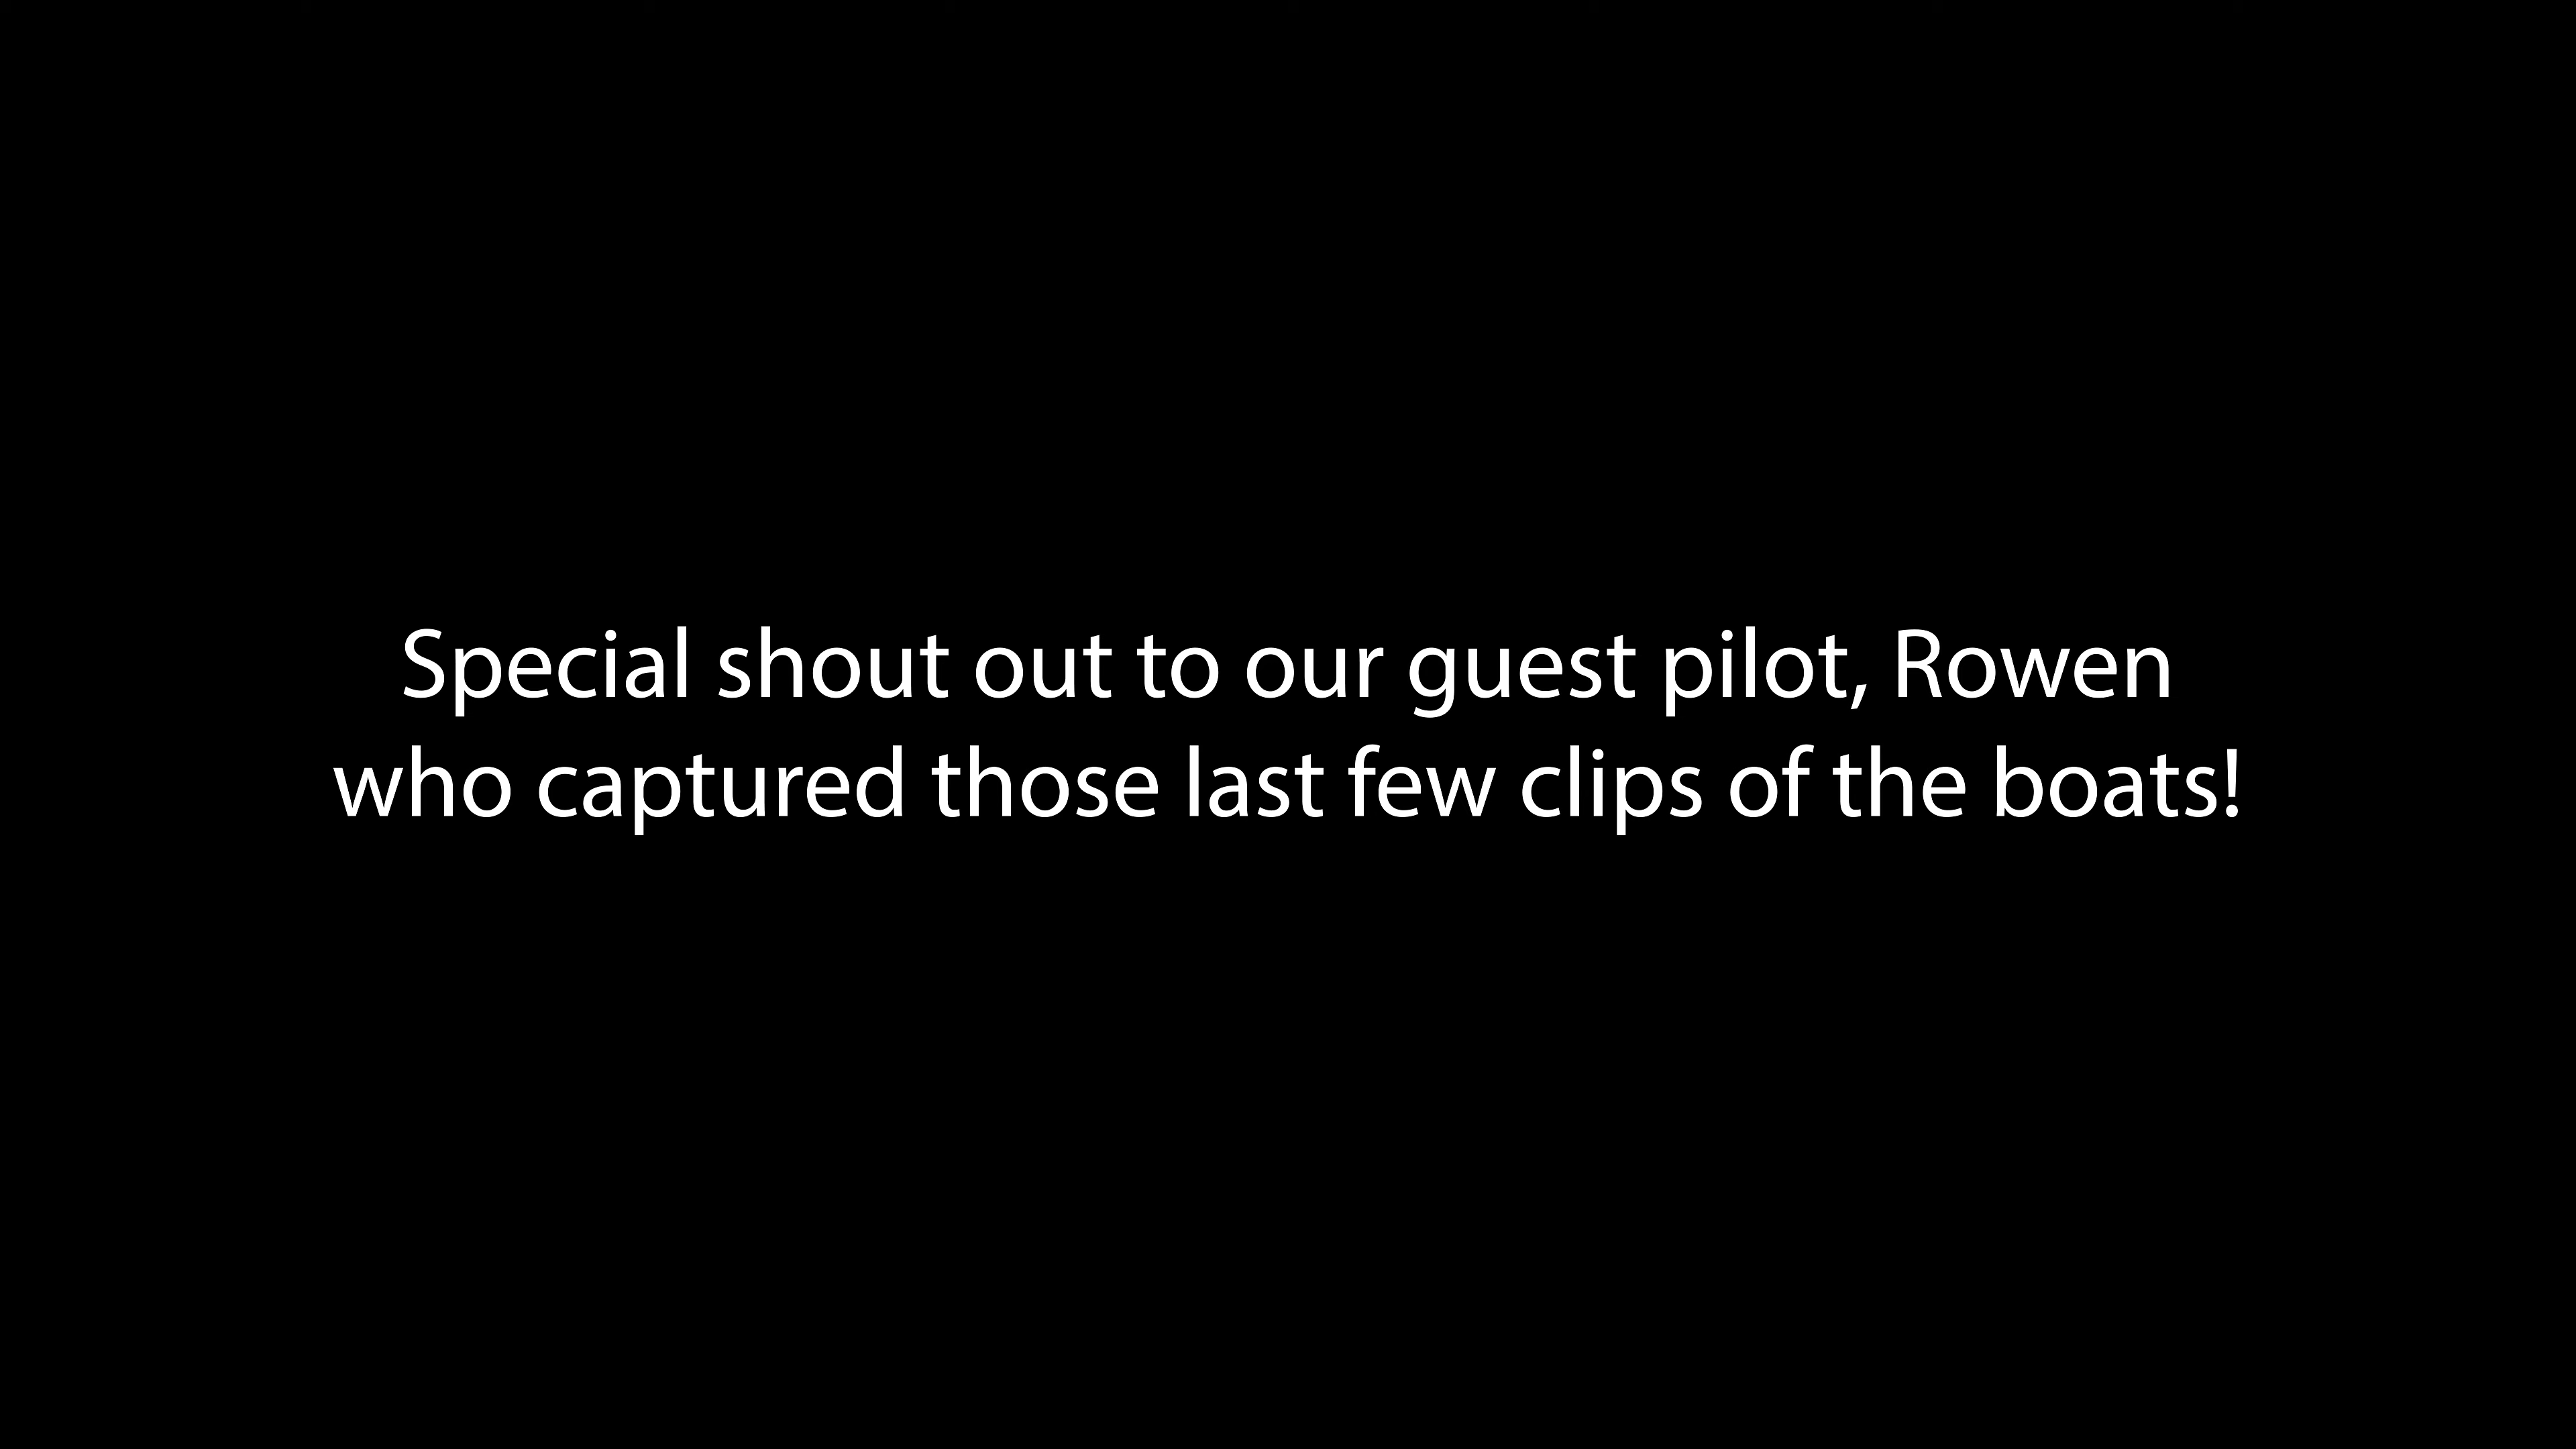 Special shout out to our guest pilot, Rowen
who captured those last few clips of the boats!